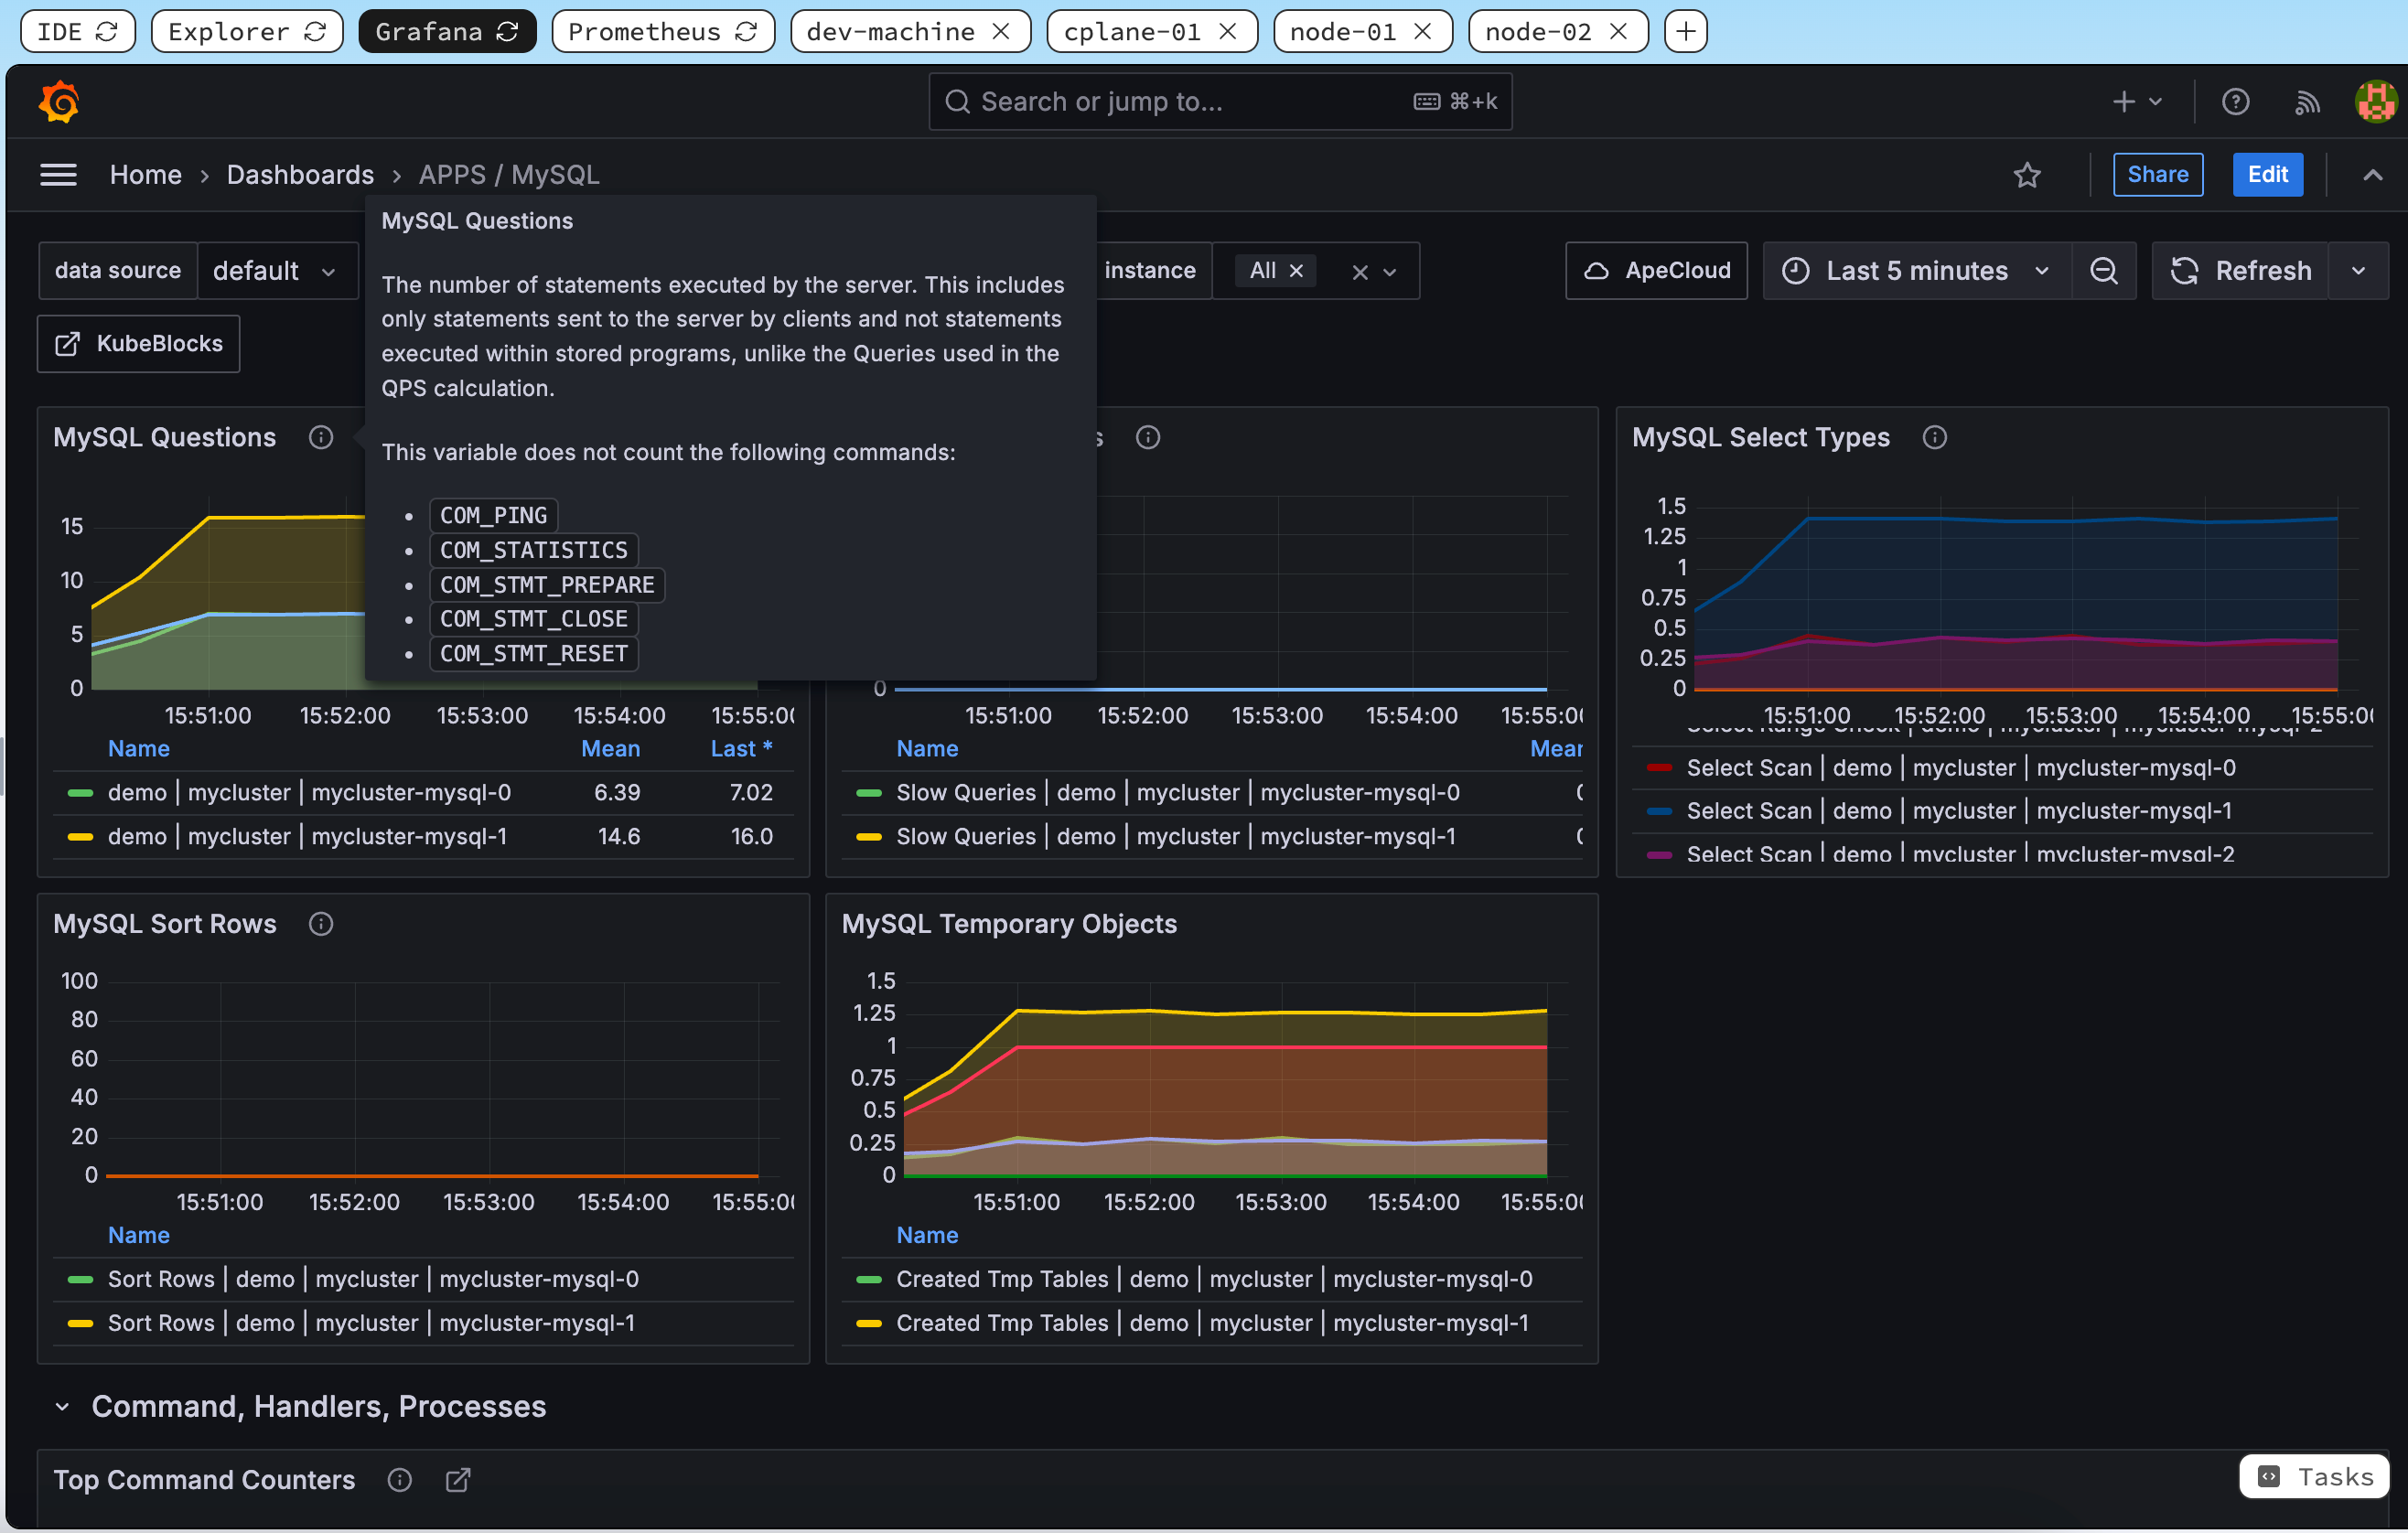 IDE
Explorer
Grafana
Prometheus
dev-machine
cplane-01
node-01
node-02
Search or jump to...
⌘+k
Home › Dashboards › APPS / MySQL
Share
Edit
data source
default
instance
All
ApeCloud
Last 5 minutes
Refresh
KubeBlocks
MySQL Questions
The number of statements executed by the server. This includes
only statements sent to the server by clients and not statements
executed within stored programs, unlike the Queries used in the
QPS calculation.
This variable does not count the following commands:
• COM_PING
• COM_STATISTICS
• COM_STMT_PREPARE
• COM_STMT_CLOSE
• COM_STMT_RESET
MySQL Questions
15
10
5
0
15:51:00 15:52:00 15:53:00 15:54:00 15:55:00
Name Mean Last *
demo | mycluster | mycluster-mysql-0 6.39 7.02
demo | mycluster | mycluster-mysql-1 14.6 16.0
s
0
15:51:00 15:52:00 15:53:00 15:54:00 15:55:00
Name Mean
Slow Queries | demo | mycluster | mycluster-mysql-0
Slow Queries | demo | mycluster | mycluster-mysql-1
MySQL Select Types
1.5
1.25
1
0.75
0.5
0.25
0
15:51:00 15:52:00 15:53:00 15:54:00 15:55:00
Select Range Check | demo | mycluster | mycluster-mysql-2
Select Scan | demo | mycluster | mycluster-mysql-0
Select Scan | demo | mycluster | mycluster-mysql-1
Select Scan | demo | mycluster | mycluster-mysql-2
MySQL Sort Rows
100
80
60
40
20
0
15:51:00 15:52:00 15:53:00 15:54:00 15:55:00
Name
Sort Rows | demo | mycluster | mycluster-mysql-0
Sort Rows | demo | mycluster | mycluster-mysql-1
MySQL Temporary Objects
1.5
1.25
1
0.75
0.5
0.25
0
15:51:00 15:52:00 15:53:00 15:54:00 15:55:00
Name
Created Tmp Tables | demo | mycluster | mycluster-mysql-0
Created Tmp Tables | demo | mycluster | mycluster-mysql-1
Command, Handlers, Processes
Top Command Counters
Tasks